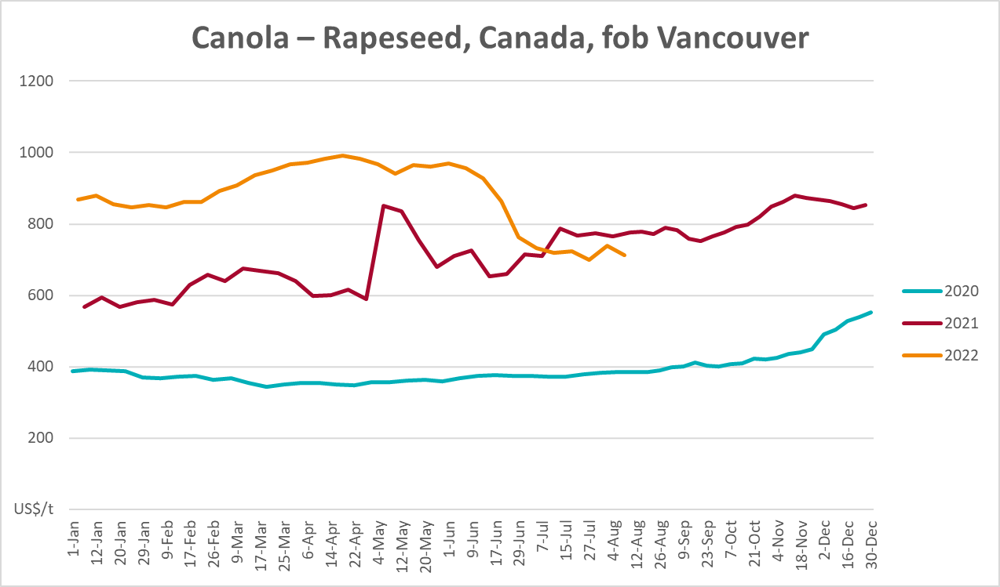 Canola – Rapeseed, Canada, fob Vancouver
1200
1000
800
600
400
200
US$/t
1-Jan
12-Jan
20-Jan
29-Jan
9-Feb
17-Feb
26-Feb
9-Mar
17-Mar
25-Mar
6-Apr
14-Apr
22-Apr
4-May
12-May
20-May
1-Jun
9-Jun
17-Jun
29-Jun
7-Jul
15-Jul
27-Jul
4-Aug
12-Aug
26-Aug
9-Sep
23-Sep
7-Oct
21-Oct
4-Nov
18-Nov
2-Dec
16-Dec
30-Dec
2020
2021
2022